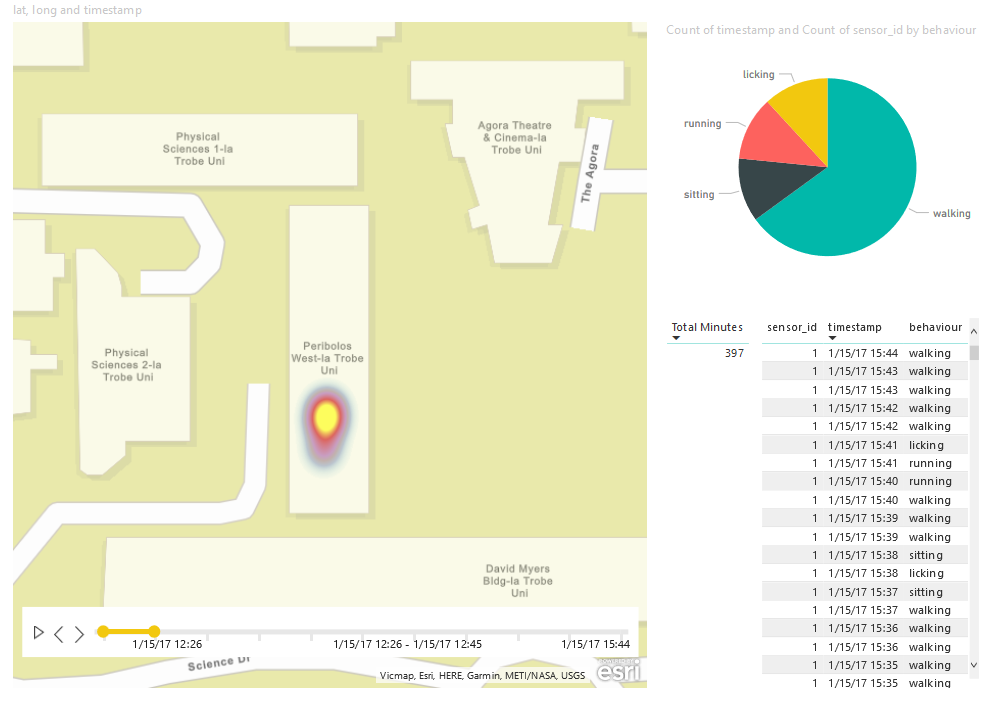 lat, long and timestamp
Physical
Sciences 1-la
Trobe Uni
Agora Theatre
& Cinema-la
Trobe Uni
The Agora
Peribolos
West-la Trobe
Uni
Physical
Sciences 2-la
Trobe Uni
David Myers
Bldg-la Trobe
Uni
1/15/17 12:26
1/15/17 12:26 - 1/15/17 12:45
1/15/17 15:44
Science Dr
Vicmap, Esri, HERE, Garmin, METI/NASA, USGS
esri
Count of timestamp and Count of sensor_id by behaviour
licking
running
sitting
walking
Total Minutes
397
sensor_id timestamp behaviour
1 1/15/17 15:44 walking
1 1/15/17 15:43 walking
1 1/15/17 15:43 walking
1 1/15/17 15:42 walking
1 1/15/17 15:42 walking
1 1/15/17 15:41 licking
1 1/15/17 15:41 running
1 1/15/17 15:40 running
1 1/15/17 15:40 walking
1 1/15/17 15:39 walking
1 1/15/17 15:39 walking
1 1/15/17 15:38 sitting
1 1/15/17 15:38 licking
1 1/15/17 15:37 sitting
1 1/15/17 15:37 walking
1 1/15/17 15:36 walking
1 1/15/17 15:36 walking
1 1/15/17 15:35 walking
1 1/15/17 15:35 walking